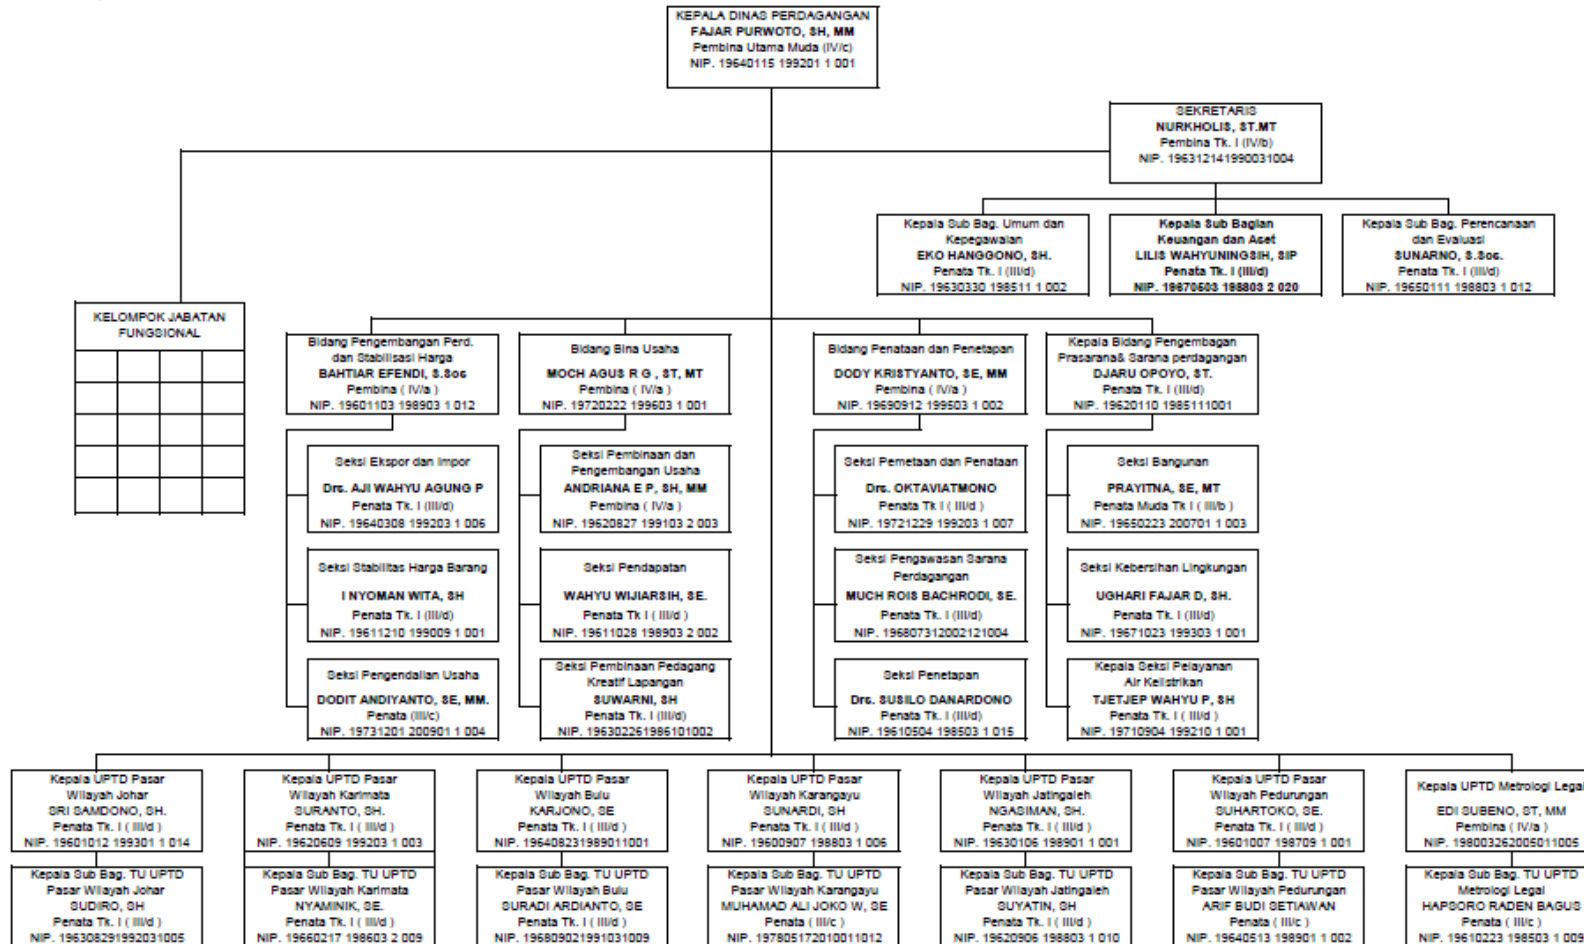 KEPALA DINAS PERDAGANGAN
FAJAR PURWOTO, SH, MM
Pembina Utama Muda (IV/c)
NIP. 19640115 199201 1 001
SEKRETARIS
NURKHOLIS, ST.MT
Pembina Tk. I (IV/b)
NIP. 196312141990031004
Kepala Sub Bag. Umum dan
Kepegawaian
EKO HANGGONO, SH.
Penata Tk. I (III/d)
NIP. 19630330 198511 1 002
Kepala Sub Bagian
Keuangan dan Aset
LILIS WAHYUNINGSIH, SIP
Penata Tk. I (III/d)
NIP. 19670503 198803 2 020
Kepala Sub Bag. Perencanaan
dan Evaluasi
SUNARNO, S.Sos.
Penata Tk. I (III/d)
NIP. 19650111 198803 1 012
KELOMPOK JABATAN
FUNGSIONAL
Bidang Pengembangan Perd.
dan Stabilisasi Harga
BAHTIAR EFENDI, S.Sos
Pembina ( IV/a )
NIP. 19601103 198903 1 012
Bidang Bina Usaha
MOCH AGUS R G , ST, MT
Pembina ( IV/a )
NIP. 19720222 199603 1 001
Bidang Penataan dan Penetapan
DODY KRISTYANTO, SE, MM
Pembina ( IV/a )
NIP. 19690912 199503 1 002
Kepala Bidang Pengembagan
Prasarana& Sarana perdagangan
DJARU OPOYO, ST.
Penata Tk. I (III/d)
NIP. 19620110 1985111001
Seksi Ekspor dan Impor
Drs. AJI WAHYU AGUNG P
Penata Tk. I (III/d)
NIP. 19640308 199203 1 006
Seksi Pembinaan dan
Pengembangan Usaha
ANDRIANA E P, SH, MM
Pembina ( IV/a )
NIP. 19620827 199103 2 003
Seksi Pemetaan dan Penataan
Drs. OKTAVIATMONO
Penata Tk I ( III/d )
NIP. 19721229 199203 1 007
Seksi Bangunan
PRAYITNA, SE, MT
Penata Muda Tk I ( III/b )
NIP. 19650223 200701 1 003
Seksi Stabilitas Harga Barang
I NYOMAN WITA, SH
Penata Tk. I (III/d)
NIP. 19611210 199009 1 001
Seksi Pendapatan
WAHYU WIJIARSIH, SE.
Penata Tk I ( III/d )
NIP. 19611028 198903 2 002
Seksi Pengawasan Sarana
Perdagangan
MUCH ROIS BACHRODI, SE.
Penata Tk. I (III/d)
NIP. 196807312002121004
Seksi Kebersihan Lingkungan
UGHARI FAJAR D, SH.
Penata Tk. I (III/d)
NIP. 19671023 199303 1 001
Seksi Pengendalian Usaha
DODIT ANDIYANTO, SE, MM.
Penata (III/c)
NIP. 19731201 200901 1 004
Seksi Pembinaan Pedagang
Kreatif Lapangan
SUWARNI, SH
Penata Tk. I (III/d)
NIP. 196302261986101002
Seksi Penetapan
Drs. SUSILO DANARDONO
Penata Tk. I (III/d)
NIP. 19610504 198503 1 015
Kepala Seksi Pelayanan
Air Kelistrikan
TJETJEP WAHYU P, SH
Penata Tk. I ( III/d )
NIP. 19710904 199210 1 001
Kepala UPTD Pasar
Wilayah Johar
SRI SAMDONO, SH.
Penata Tk. I ( III/d )
NIP. 19601012 199301 1 014
Kepala UPTD Pasar
Wilayah Karimata
SURANTO, SH.
Penata Tk. I ( III/d )
NIP. 19620609 199203 1 003
Kepala UPTD Pasar
Wilayah Bulu
KARJONO, SE
Penata Tk. I ( III/d )
NIP. 196408231989011001
Kepala UPTD Pasar
Wilayah Karangayu
SUNARDI, SH
Penata Tk. I ( III/d )
NIP. 19600907 198803 1 006
Kepala UPTD Pasar
Wilayah Jatingaleh
NGASIMAN, SH.
Penata Tk. I ( III/d )
NIP. 19630106 198901 1 001
Kepala UPTD Pasar
Wilayah Pedurungan
SUHARTOKO, SE.
Penata Tk. I ( III/d )
NIP. 19601007 198709 1 001
Kepala UPTD Metrologi Legal
EDI SUBENO, ST, MM
Pembina ( IV/a )
NIP. 198003262005011005
Kepala Sub Bag. TU UPTD
Pasar Wilayah Johar
SUDIRO, SH
Penata Tk. I ( III/d )
NIP. 196308291992031005
Kepala Sub Bag. TU UPTD
Pasar Wilayah Karimata
NYAMINIK, SE.
Penata Tk. I ( III/d )
NIP. 19660217 198603 2 009
Kepala Sub Bag. TU UPTD
Pasar Wilayah Bulu
SURADI ARDIANTO, SE
Penata Tk. I ( III/d )
NIP. 196809021991031009
Kepala Sub Bag. TU UPTD
Pasar Wilayah Karangayu
MUHAMAD ALI JOKO W, SE
Penata ( III/c )
NIP. 197805172010011012
Kepala Sub Bag. TU UPTD
Pasar Wilayah Jatingaleh
SUYATIN, SH
Penata Tk. I ( III/d )
NIP. 19620906 198803 1 010
Kepala Sub Bag. TU UPTD
Pasar Wilayah Pedurungan
ARIF BUDI SETIAWAN
Penata ( III/c )
NIP. 19640513 198901 1 002
Kepala Sub Bag. TU UPTD
Metrologi Legal
HAPSORO RADEN BAGUS
Penata ( III/c )
NIP. 19610223 198503 1 009